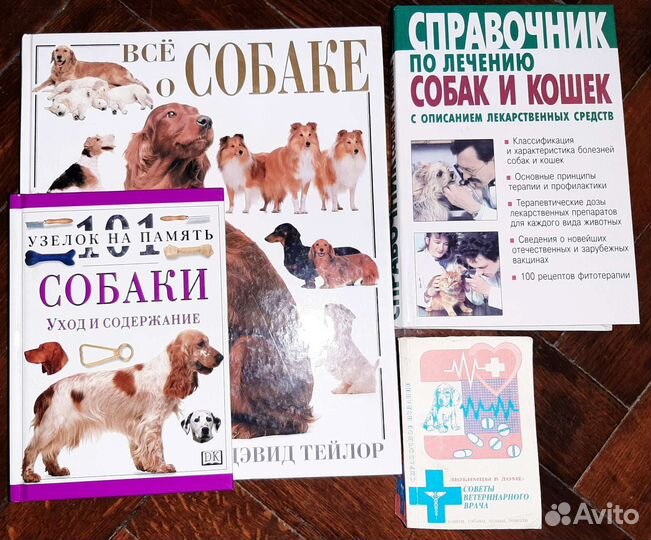 ВСЁ
О СОБАКЕ
ДЭВИД ТЕЙЛОР
101
УЗЕЛОК НА ПАМЯТЬ
СОБАКИ
УХОД И СОДЕРЖАНИЕ
DK
СПРАВОЧНИК
ПО ЛЕЧЕНИЮ
СОБАК И КОШЕК
С ОПИСАНИЕМ ЛЕКАРСТВЕННЫХ СРЕДСТВ
Классификация
и характеристика болезней
собак и кошек
Основные принципы
терапии и профилактики
Терапевтические дозы
лекарственных препаратов
для каждого вида животных
Сведения о новейших
отечественных и зарубежных
вакцинах
100 рецептов фитотерапии
ЛЮБИМЦЫ В ДОМЕ:
СОВЕТЫ
ВЕТЕРИНАРНОГО
ВРАЧА
Avito